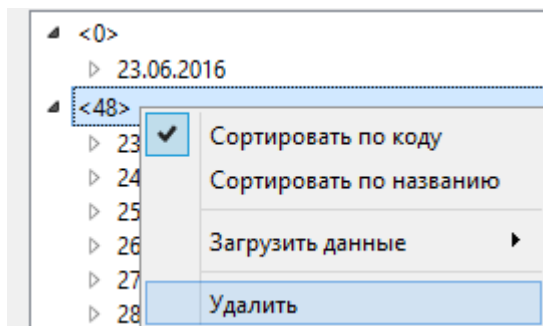 <0>
23.06.2016
<48>
23
Сортировать по коду
24
Сортировать по названию
25
26
Загрузить данные
27
28
Удалить